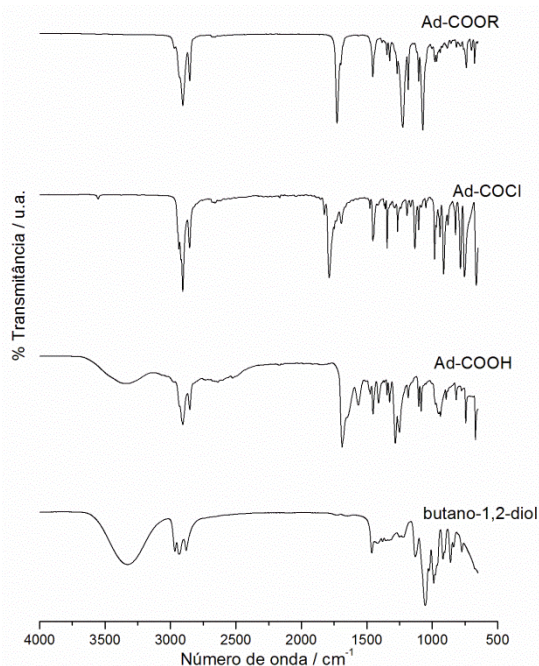 Ad-COOR
Ad-COCl
Ad-COOH
butano-1,2-diol
% Transmitância / u.a.
4000 3500 3000 2500 2000 1500 1000 500
Número de onda / cm⁻¹